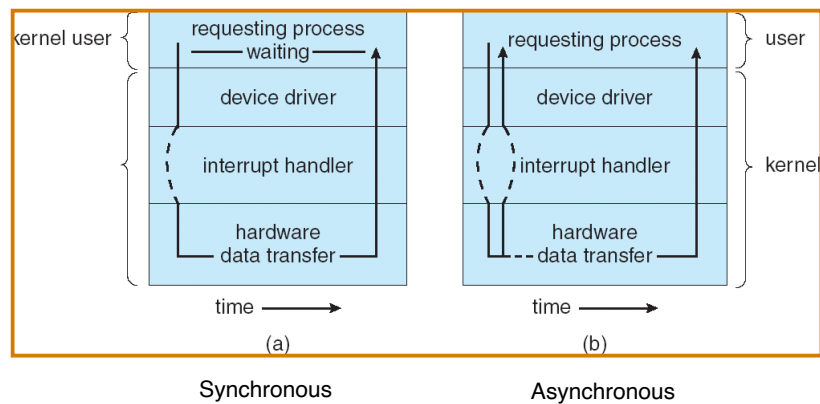 kernel user
requesting process
waiting
device driver
interrupt handler
hardware
data transfer
time
(a)
Synchronous
requesting process
user
device driver
interrupt handler
kernel
hardware
data transfer
time
(b)
Asynchronous